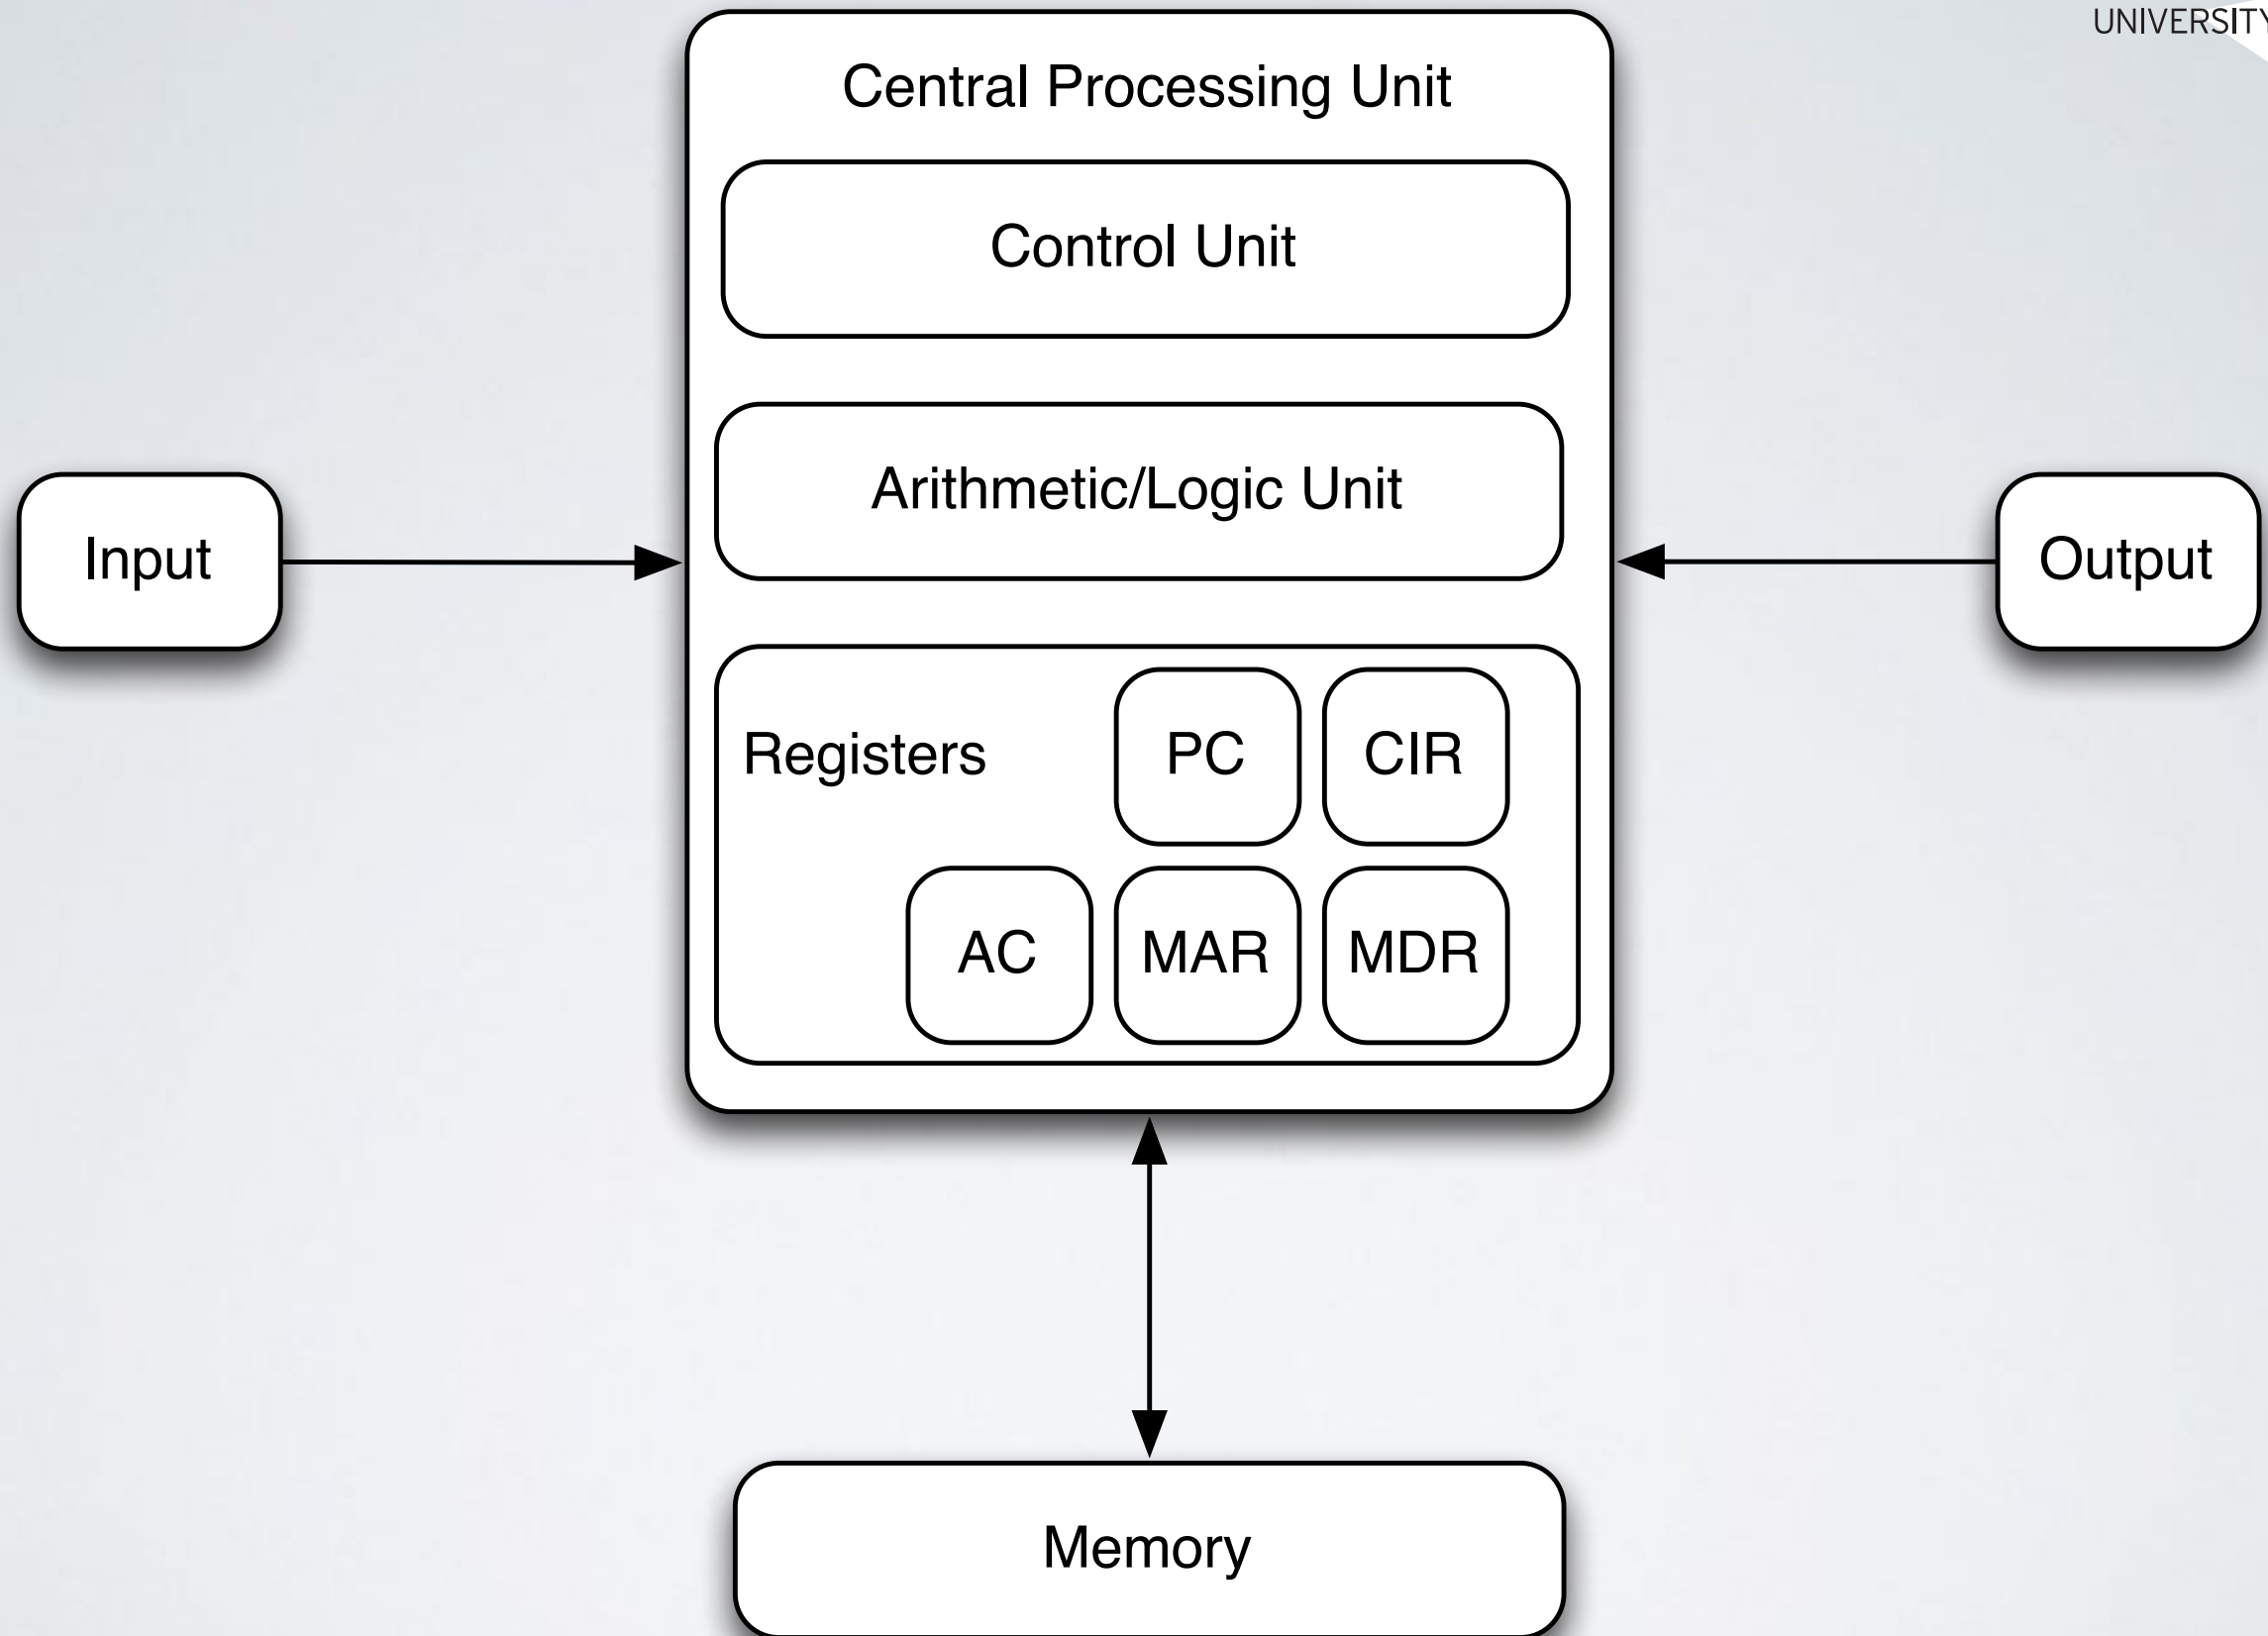 UNIVERSITY
Central Processing Unit
Control Unit
Arithmetic/Logic Unit
Input
Output
Registers
PC
CIR
AC
MAR
MDR
Memory